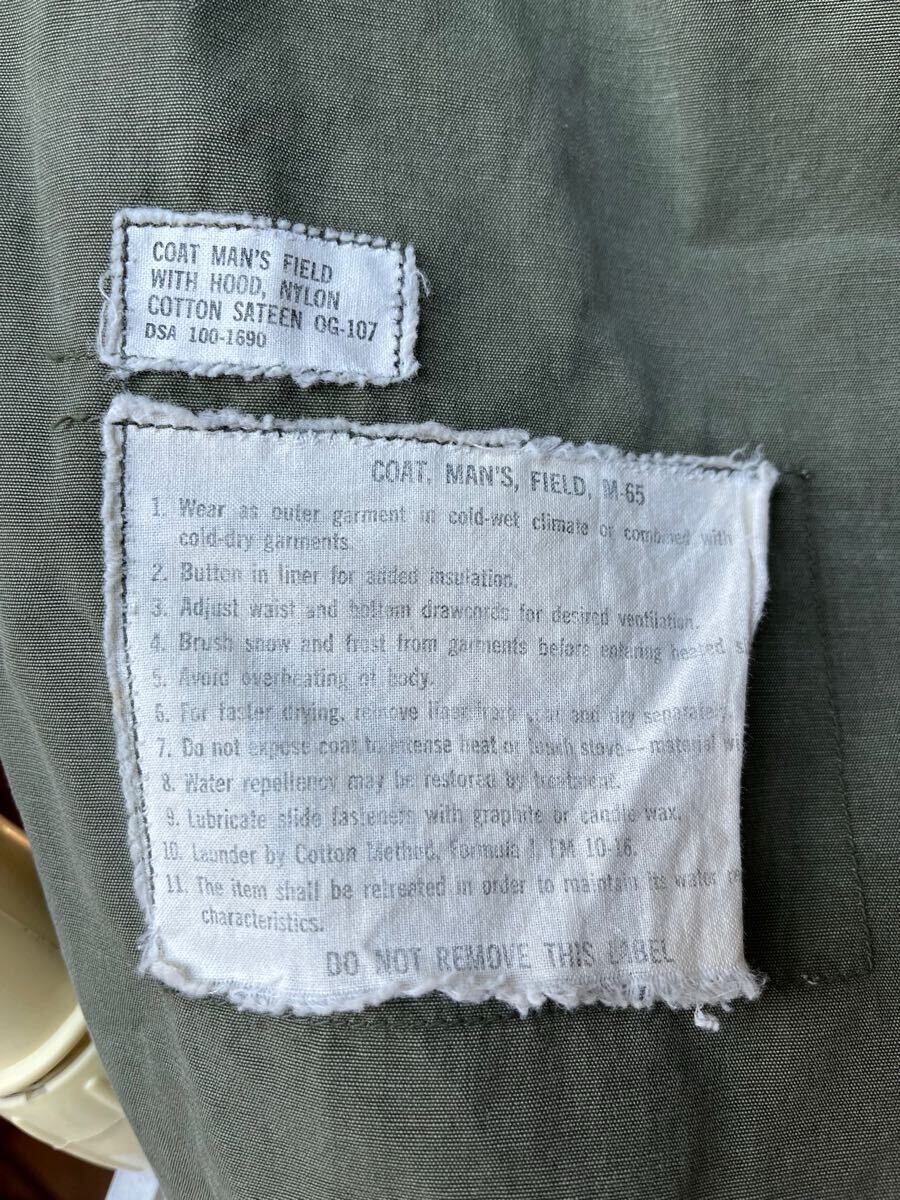 COAT MAN'S FIELD
WITH HOOD, NYLON
COTTON SATEEN OG-107
DSA 100-1690
COAT, MAN'S, FIELD, M-65
1. Wear as outer garment in cold-wet climate or combined with
cold-dry garments.
2. Button in liner for added insulation.
3. Adjust waist and bottom drawcords for desired ventilation.
4. Brush snow and frost from garments before entering heated
5. Avoid overheating of body.
6. For faster drying, remove liner from coat and dry separately.
7. Do not expose coat to intense heat or touch stove—material
8. Water repellency may be restored by treatment.
9. Lubricate slide fasteners with graphite or candle wax.
10. Launder by Cotton Method, Formula I, FM 10-16.
11. The item shall be retreated in order to maintain its water
characteristics.
DO NOT REMOVE THIS LABEL